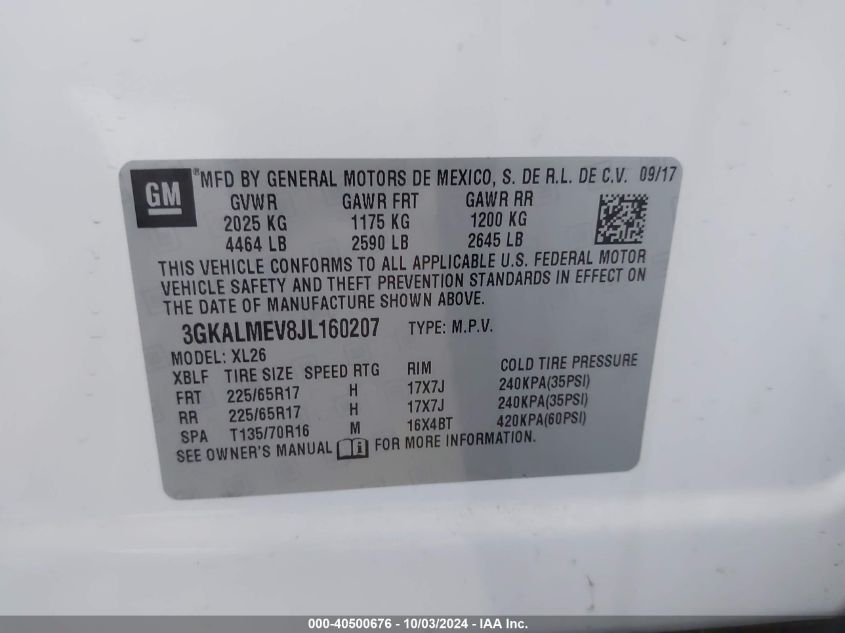 GM ® MFD BY GENERAL MOTORS DE MEXICO, S. DE R.L. DE C.V. 09/17
GVWR GAWR FRT GAWR RR
2025 KG 1175 KG 1200 KG
4464 LB 2590 LB 2645 LB
THIS VEHICLE CONFORMS TO ALL APPLICABLE U.S. FEDERAL MOTOR
VEHICLE SAFETY AND THEFT PREVENTION STANDARDS IN EFFECT ON
THE DATE OF MANUFACTURE SHOWN ABOVE.
3GKALMEV8JL160207 TYPE: M.P.V.
MODEL: XL26
XBLF TIRE SIZE SPEED RTG RIM COLD TIRE PRESSURE
FRT 225/65R17 H 17X7J 240KPA(35PSI)
RR 225/65R17 H 17X7J 240KPA(35PSI)
SPA T135/70R16 M 16X4BT 420KPA(60PSI)
SEE OWNER'S MANUAL FOR MORE INFORMATION.
000-40500676 - 10/03/2024 - IAA Inc.